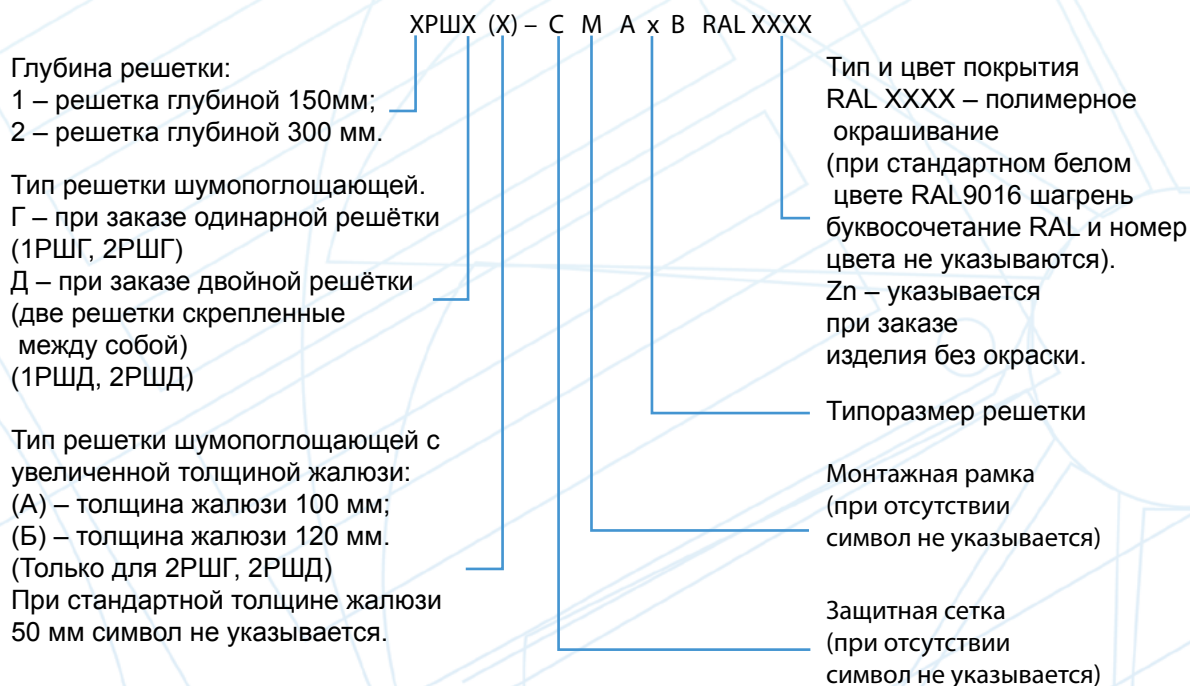 ХРШХ (Х) – С М А х В RAL XXXX
Глубина решетки:
1 – решетка глубиной 150мм;
2 – решетка глубиной 300 мм.
Тип решетки шумопоглощающей.
Г – при заказе одинарной решётки
(1РШГ, 2РШГ)
Д – при заказе двойной решётки
(две решетки скрепленные
между собой)
(1РШД, 2РШД)
Тип решетки шумопоглощающей с
увеличенной толщиной жалюзи:
(А) – толщина жалюзи 100 мм;
(Б) – толщина жалюзи 120 мм.
(Только для 2РШГ, 2РШД)
При стандартной толщине жалюзи
50 мм символ не указывается.
Тип и цвет покрытия
RAL XXXX – полимерное
окрашивание
(при стандартном белом
цвете RAL9016 шагрень
буквосочетание RAL и номер
цвета не указываются).
Zn – указывается
при заказе
изделия без окраски.
Типоразмер решетки
Монтажная рамка
(при отсутствии
символ не указывается)
Защитная сетка
(при отсутствии
символ не указывается)